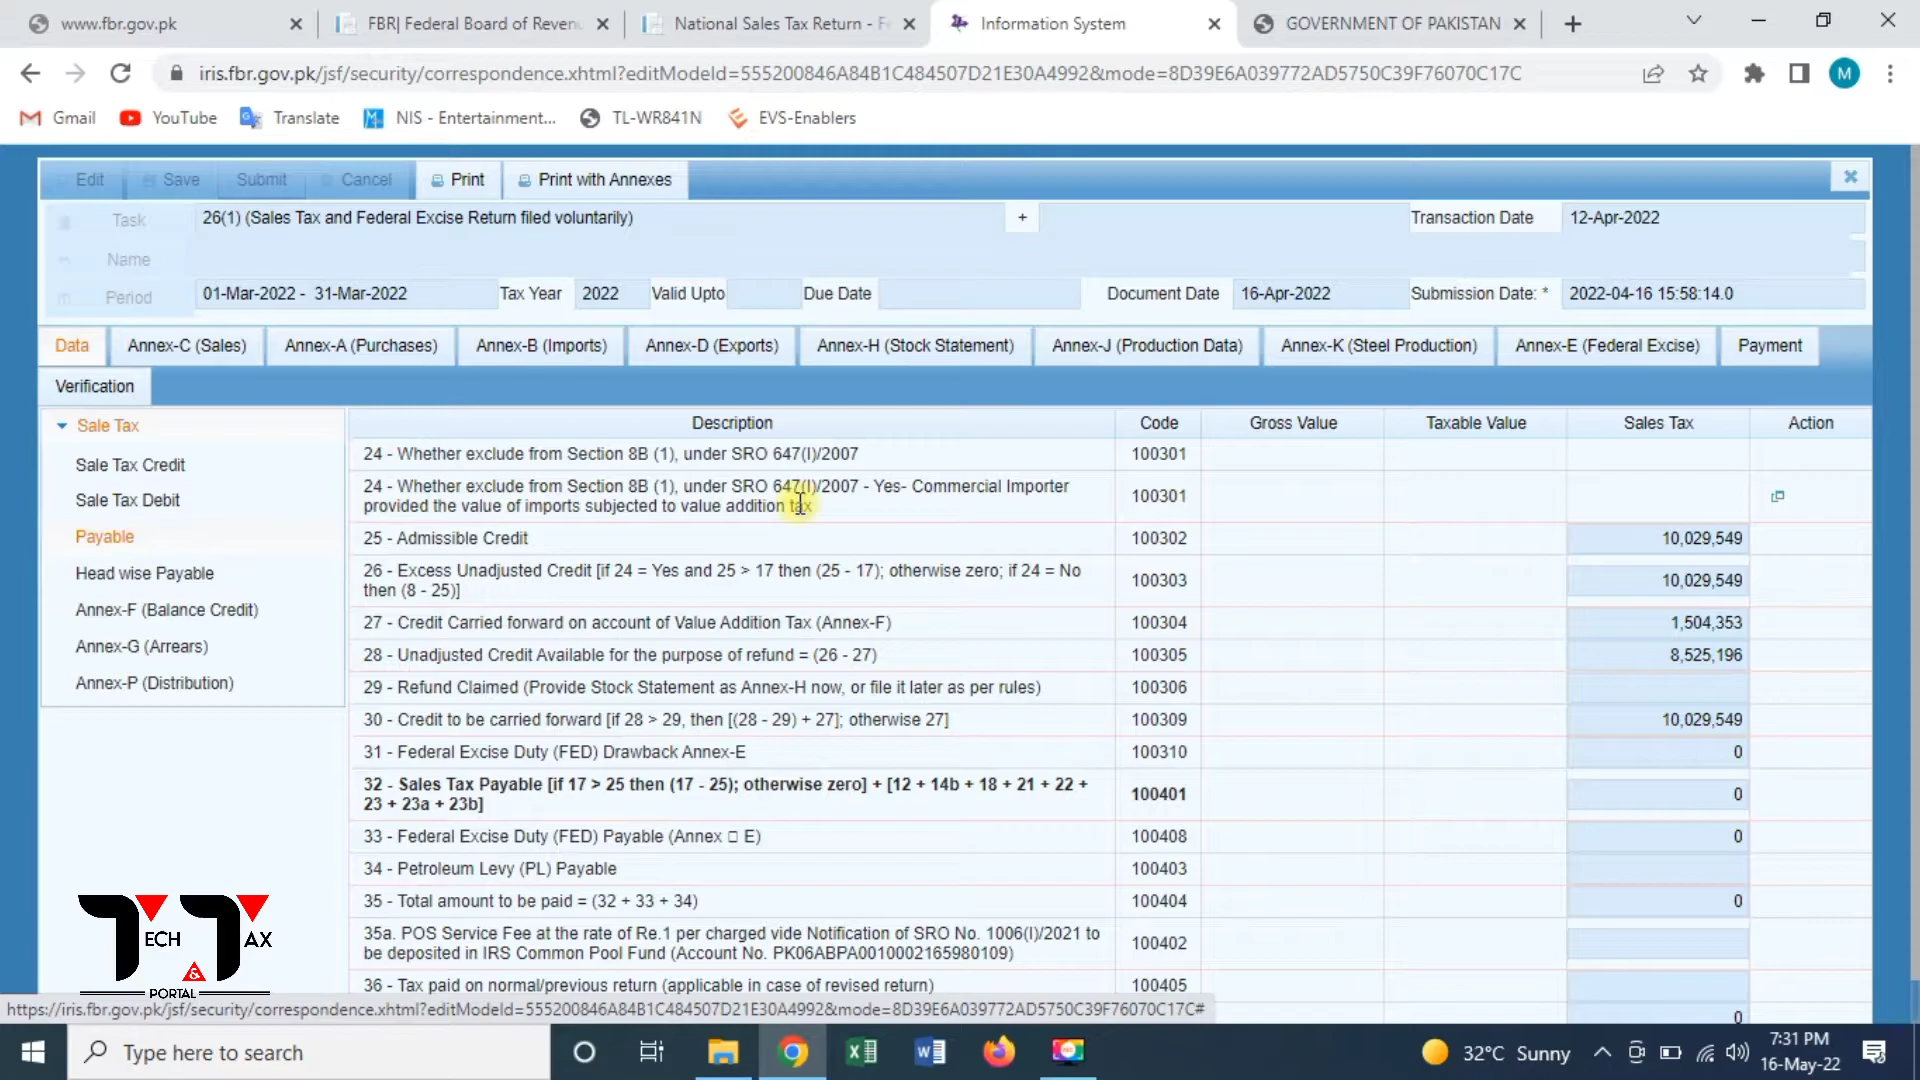 www.fbr.gov.pk
FBR| Federal Board of Revenu
National Sales Tax Return - Fe
Information System
GOVERNMENT OF PAKISTAN
iris.fbr.gov.pk/jsf/security/correspondence.xhtml?editModeId=555200846A84B1C484507D21E30A4992&mode=8D39E6A039772AD5750C39F76070C17C
M
Gmail
YouTube
Translate
NIS - Entertainment...
TL-WR841N
EVS-Enablers
Edit
Save
Submit
Cancel
Print
Print with Annexes
Task
26(1) (Sales Tax and Federal Excise Return filed voluntarily)
+
Transaction Date
12-Apr-2022
Name
Period
01-Mar-2022 - 31-Mar-2022
Tax Year
2022
Valid Upto
Due Date
Document Date
16-Apr-2022
Submission Date: *
2022-04-16 15:58:14.0
Data
Annex-C (Sales)
Annex-A (Purchases)
Annex-B (Imports)
Annex-D (Exports)
Annex-H (Stock Statement)
Annex-J (Production Data)
Annex-K (Steel Production)
Annex-E (Federal Excise)
Payment
Verification
Sale Tax
Sale Tax Credit
Sale Tax Debit
Payable
Head wise Payable
Annex-F (Balance Credit)
Annex-G (Arrears)
Annex-P (Distribution)
Description Code Gross Value Taxable Value Sales Tax Action
24 - Whether exclude from Section 8B (1), under SRO 647(I)/2007 100301
24 - Whether exclude from Section 8B (1), under SRO 647(I)/2007 - Yes- Commercial Importer
provided the value of imports subjected to value addition tax 100301
25 - Admissible Credit 100302 10,029,549
26 - Excess Unadjusted Credit [if 24 = Yes and 25 > 17 then (25 - 17); otherwise zero; if 24 = No
then (8 - 25)] 100303 10,029,549
27 - Credit Carried forward on account of Value Addition Tax (Annex-F) 100304 1,504,353
28 - Unadjusted Credit Available for the purpose of refund = (26 - 27) 100305 8,525,196
29 - Refund Claimed (Provide Stock Statement as Annex-H now, or file it later as per rules) 100306
30 - Credit to be carried forward [if 28 > 29, then [(28 - 29) + 27]; otherwise 27] 100309 10,029,549
31 - Federal Excise Duty (FED) Drawback Annex-E 100310 0
32 - Sales Tax Payable [if 17 > 25 then (17 - 25); otherwise zero] + [12 + 14b + 18 + 21 + 22 +
23 + 23a + 23b] 100401 0
33 - Federal Excise Duty (FED) Payable (Annex □ E) 100408 0
34 - Petroleum Levy (PL) Payable 100403
35 - Total amount to be paid = (32 + 33 + 34) 100404 0
35a. POS Service Fee at the rate of Re.1 per charged vide Notification of SRO No. 1006(I)/2021 to
be deposited in IRS Common Pool Fund (Account No. PK06ABPA0010002165980109) 100402
36 - Tax paid on normal/previous return (applicable in case of revised return) 100405
0
TECH
&
TAX
PORTAL
https://iris.fbr.gov.pk/jsf/security/correspondence.xhtml?editModeId=555200846A84B1C484507D21E30A4992&mode=8D39E6A039772AD5750C39F76070C17C#
Type here to search
32°C Sunny
7:31 PM
16-May-22